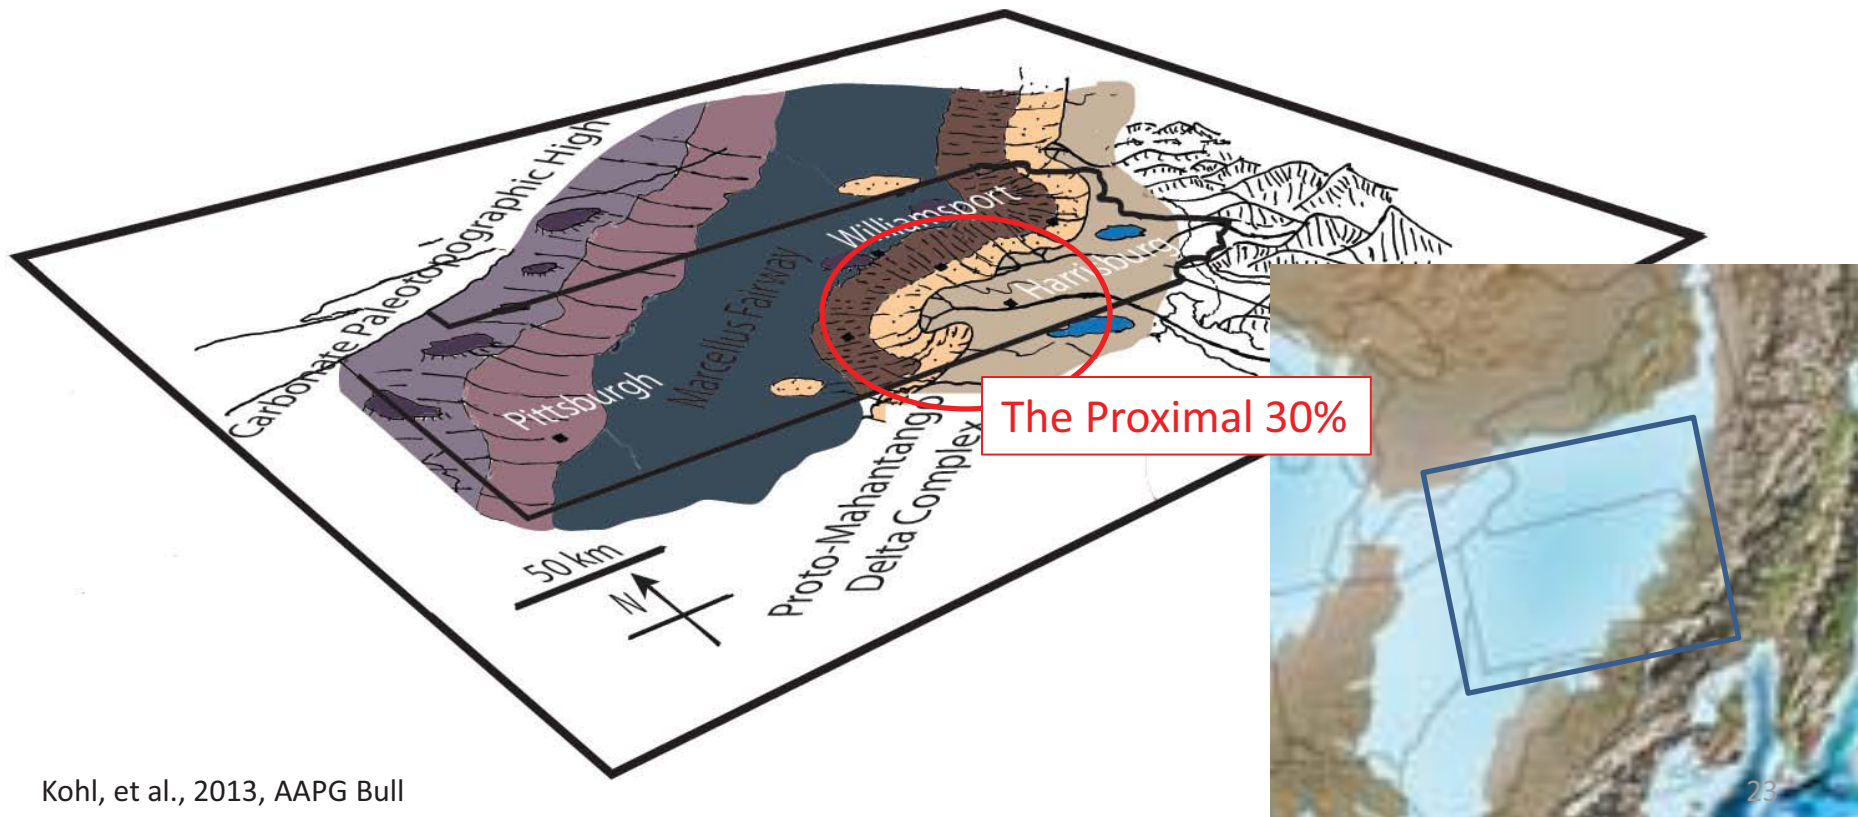 Carbonate Paleotopographic High
Williamsport
Harrisburg
Marcellus Fairway
Pittsburgh
The Proximal 30%
Proto-Mahantango
Delta Complex
50 km
N
Kohl, et al., 2013, AAPG Bull
23